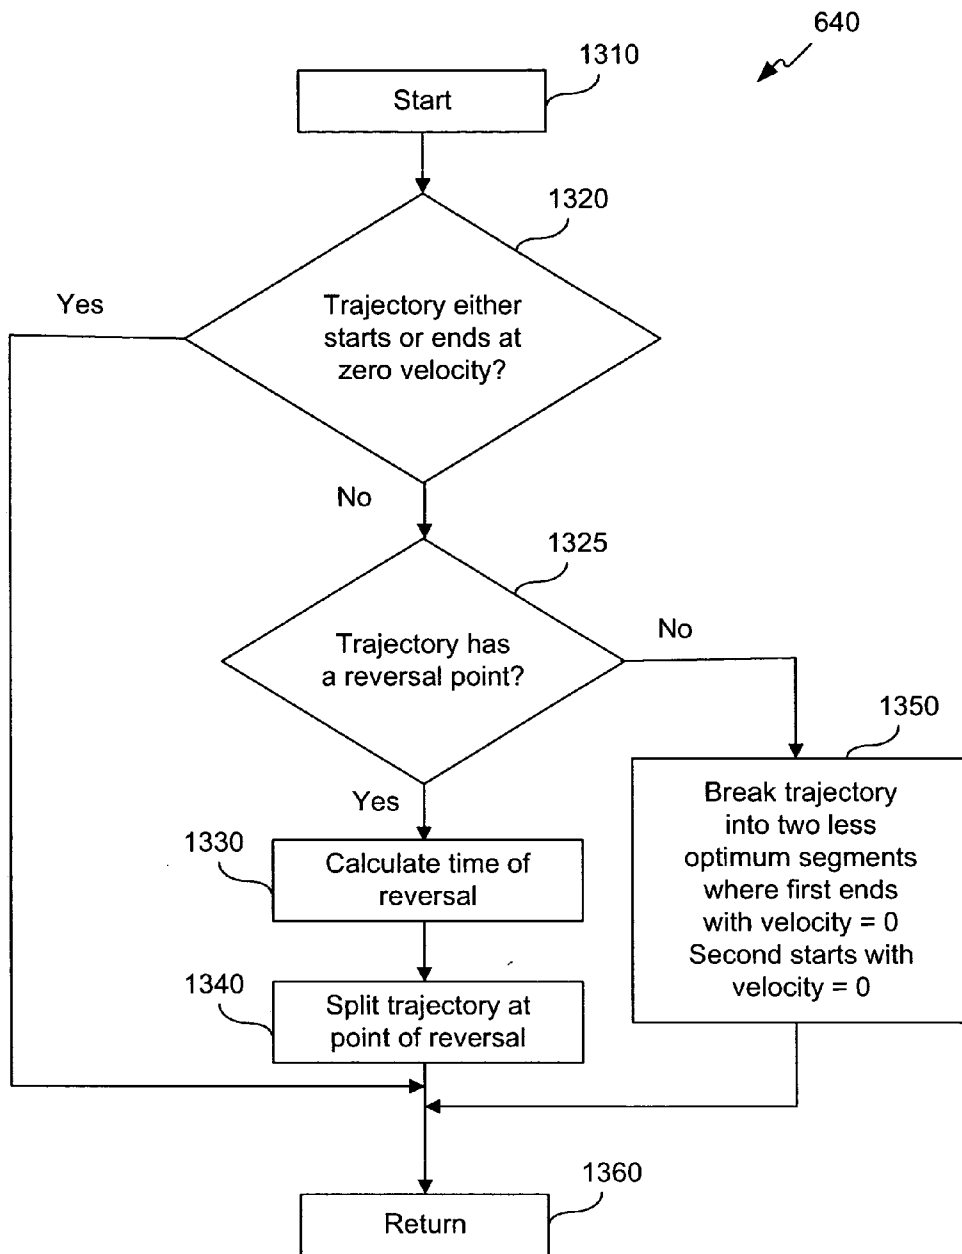 640
1310
Start
1320
Yes
Trajectory either
starts or ends at
zero velocity?
No
1325
Trajectory has
a reversal point?
No
1350
Yes
Break trajectory
into two less
optimum segments
where first ends
with velocity = 0
Second starts with
velocity = 0
1330
Calculate time of
reversal
1340
Split trajectory at
point of reversal
1360
Return